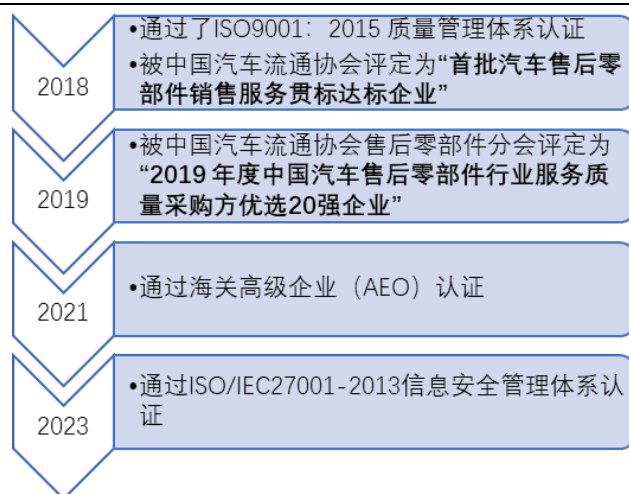 2018
•通过了ISO9001：2015 质量管理体系认证
•被中国汽车流通协会评定为“首批汽车售后零
部件销售服务贯标达标企业”
2019
•被中国汽车流通协会售后零部件分会评定为
“2019 年度中国汽车售后零部件行业服务质
量采购方优选20强企业”
2021
•通过海关高级企业（AEO）认证
2023
•通过ISO/IEC27001-2013信息安全管理体系认
证